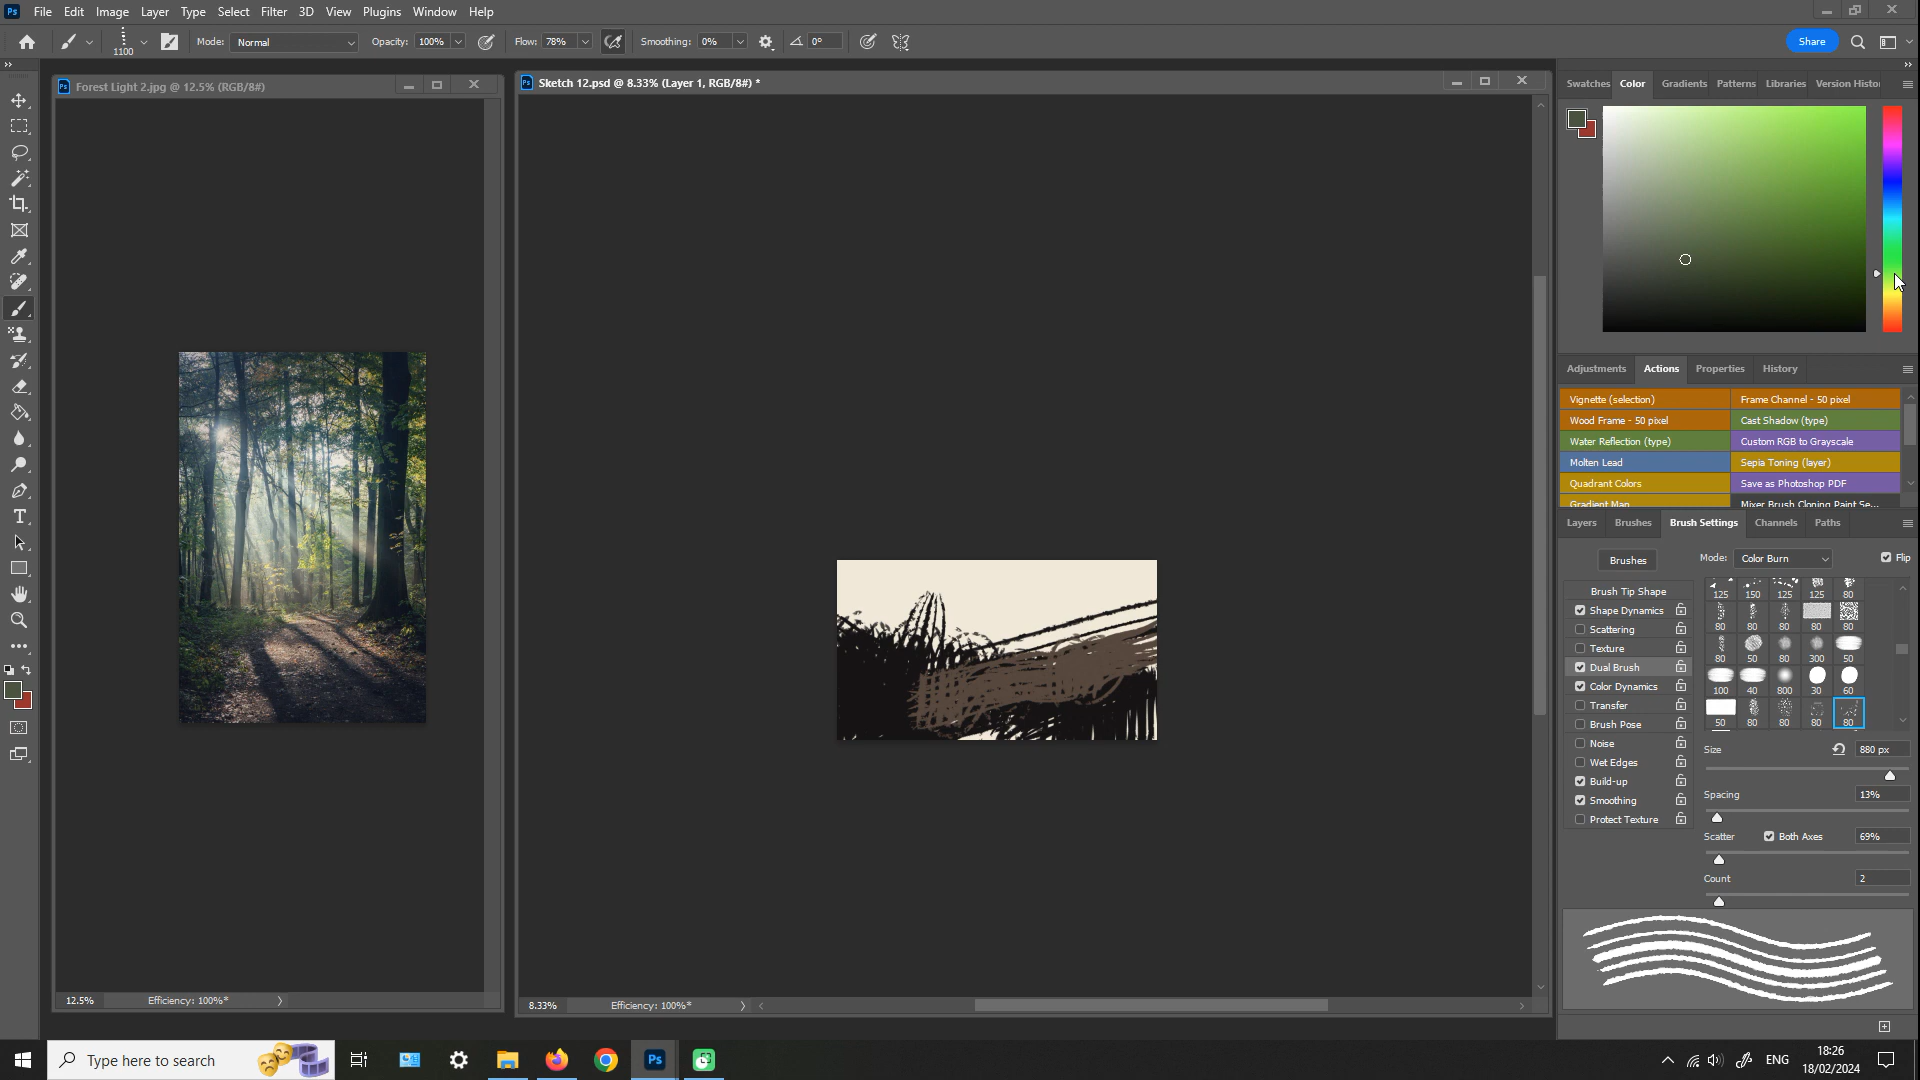 Ps File Edit Image Layer Type Select Filter 3D View Plugins Window Help
1100 Mode: Normal Opacity: 100% Flow: 78% Smoothing: 0% 0° Share
Forest Light 2.jpg @ 12.5% (RGB/8#)
Sketch 12.psd @ 8.33% (Layer 1, RGB/8#) *
Swatches Color Gradients Patterns Libraries Version Histo
Adjustments Actions Properties History
Vignette (selection) Frame Channel - 50 pixel
Wood Frame - 50 pixel Cast Shadow (type)
Water Reflection (type) Custom RGB to Grayscale
Molten Lead Sepia Toning (layer)
Quadrant Colors Save as Photoshop PDF
Gradient Map Mixer Brush Cloning Paint Se...
Layers Brushes Brush Settings Channels Paths
Brushes Mode: Color Burn Flip
Brush Tip Shape
Shape Dynamics
Scattering
Texture
Dual Brush
Color Dynamics
Transfer
Brush Pose
Noise
Wet Edges
Build-up
Smoothing
Protect Texture
125 150 125 125 80
80 80 80 80 80
80 50 80 300 50
100 40 800 30 60
50 80 80 80 80
Size 880 px
Spacing 13%
Scatter Both Axes 69%
Count 2
12.5% Efficiency: 100%*
8.33% Efficiency: 100%*
Type here to search
Ps
ENG
18:26
18/02/2024